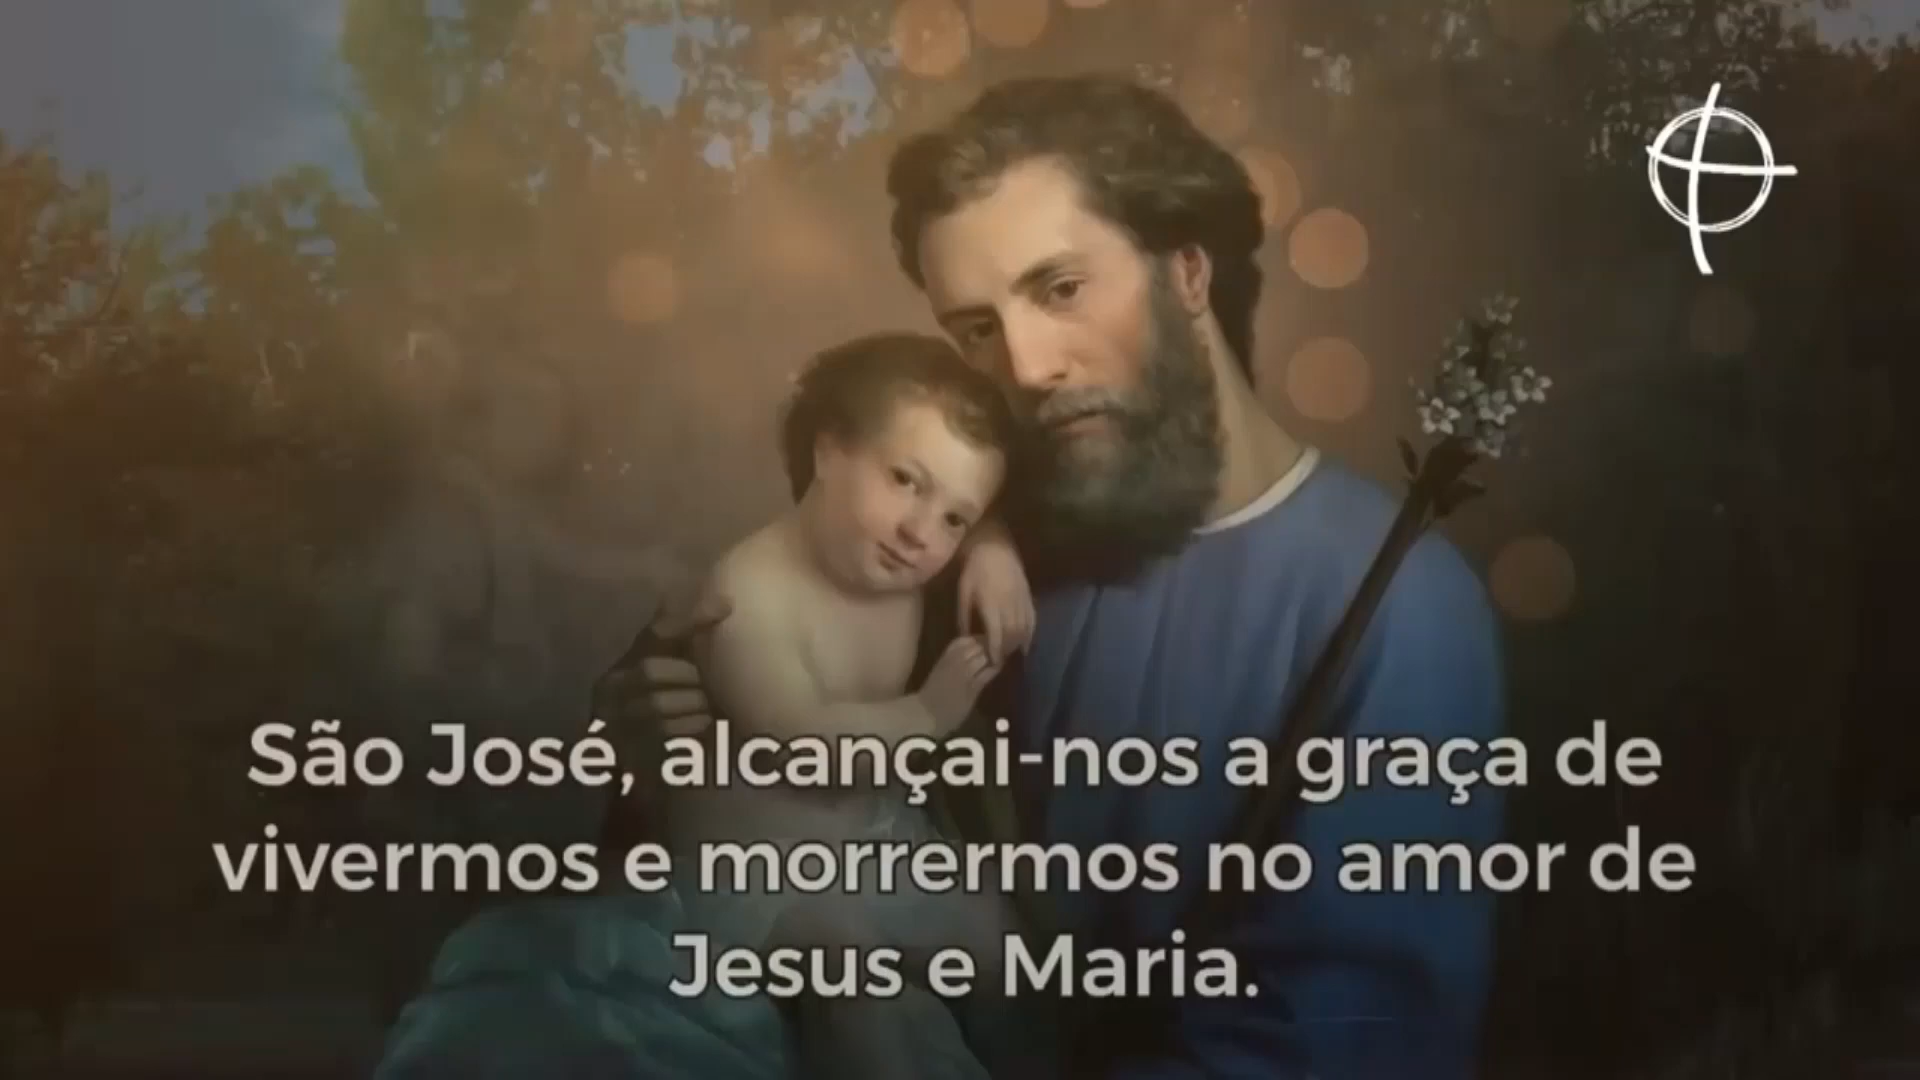 São José, alcançai-nos a graça de
vivermos e morrermos no amor de
Jesus e Maria.